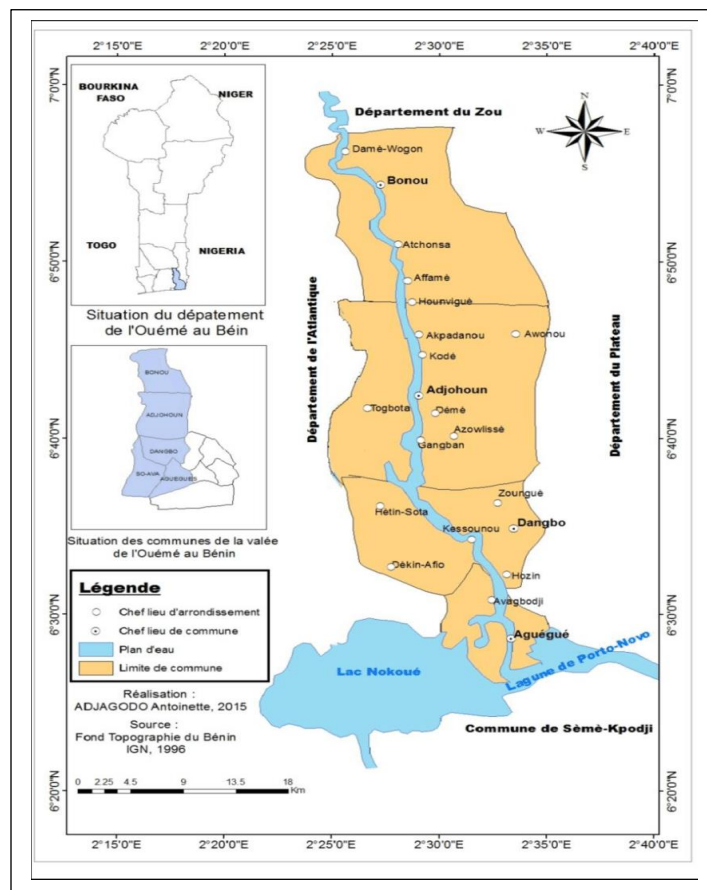 2°15'0"E 2°20'0"E 2°25'0"E 2°30'0"E 2°35'0"E 2°40'0"E
7°0'0"N
7°0'0"N
BOURKINA
FASO
NIGER
TOGO
NIGERIA
Situation du dépatement
de l'Ouémé au Béin
BONOU
ADJOHOUN
DANGBO
SO-AVA
AGUEGUES
Situation des communes de la valée
de l'Ouémé au Bénin
Légende
Chef lieu d'arrondissement
Chef lieu de commune
Plan d'eau
Limite de commune
Réalisation :
ADJAGODO Antoinette, 2015
Source :
Fond Topographie du Bénin
IGN, 1996
0 2.25 4.5 9 13.5 18
Km
Département du Zou
N
W E
S
Damè-Wogon
Bonou
Atchonsa
6°50'0"N
6°50'0"N
Affamè
Hounviguè
Département de l'Atlantique
Département du Plateau
Akpadanou
Awonou
Kodè
Adjohoun
Togbota
Dèmè
Azowlissè
6°40'0"N
6°40'0"N
Gangban
Zounguè
Hètin-Sota
Kessounou
Dangbo
Dèkin-Aflo
Hozin
Avagbodji
6°30'0"N
6°30'0"N
Aguégué
Lac Nokoué
Lagune de Porto-Novo
Commune de Sèmè-Kpodji
6°20'0"N
6°20'0"N
2°15'0"E 2°20'0"E 2°25'0"E 2°30'0"E 2°35'0"E 2°40'0"E